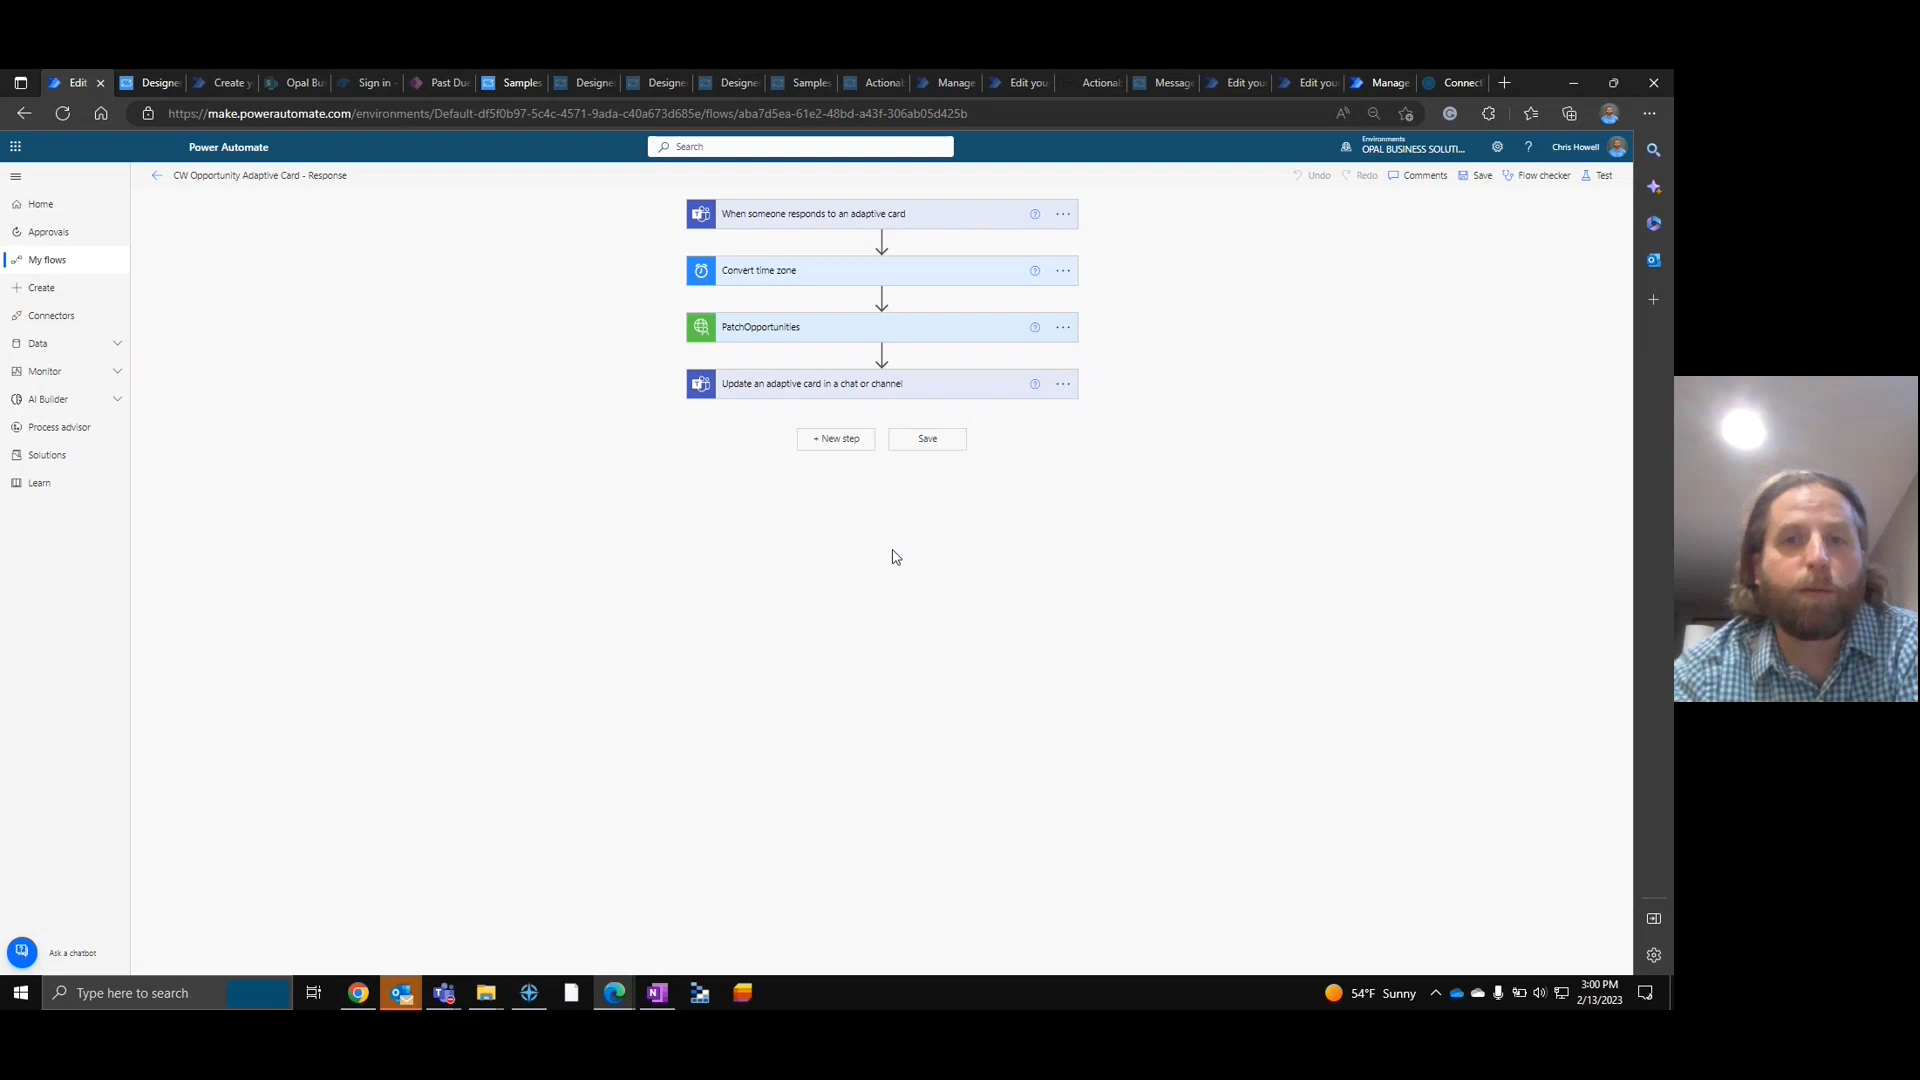 Edit
Designe
Create y
Opal Bu
Sign in -
Past Due
Samples
Designe
Designe
Designe
Samples
Actionab
Manage
Edit you
Actionab
Message
Edit you
Edit you
Manage
Connect
https://make.powerautomate.com/environments/Default-df5f0b97-5c4c-4571-9ada-c40a673d685e/flows/aba7d5ea-61e2-48bd-a43f-306ab05d425b
Power Automate
Search
Environments
OPAL BUSINESS SOLUTI...
Chris Howell
CW Opportunity Adaptive Card - Response
Undo
Redo
Comments
Save
Flow checker
Test
Home
Approvals
My flows
Create
Connectors
Data
Monitor
AI Builder
Process advisor
Solutions
Learn
When someone responds to an adaptive card
Convert time zone
PatchOpportunities
Update an adaptive card in a chat or channel
+ New step
Save
Ask a chatbot
Type here to search
54°F Sunny
3:00 PM
2/13/2023